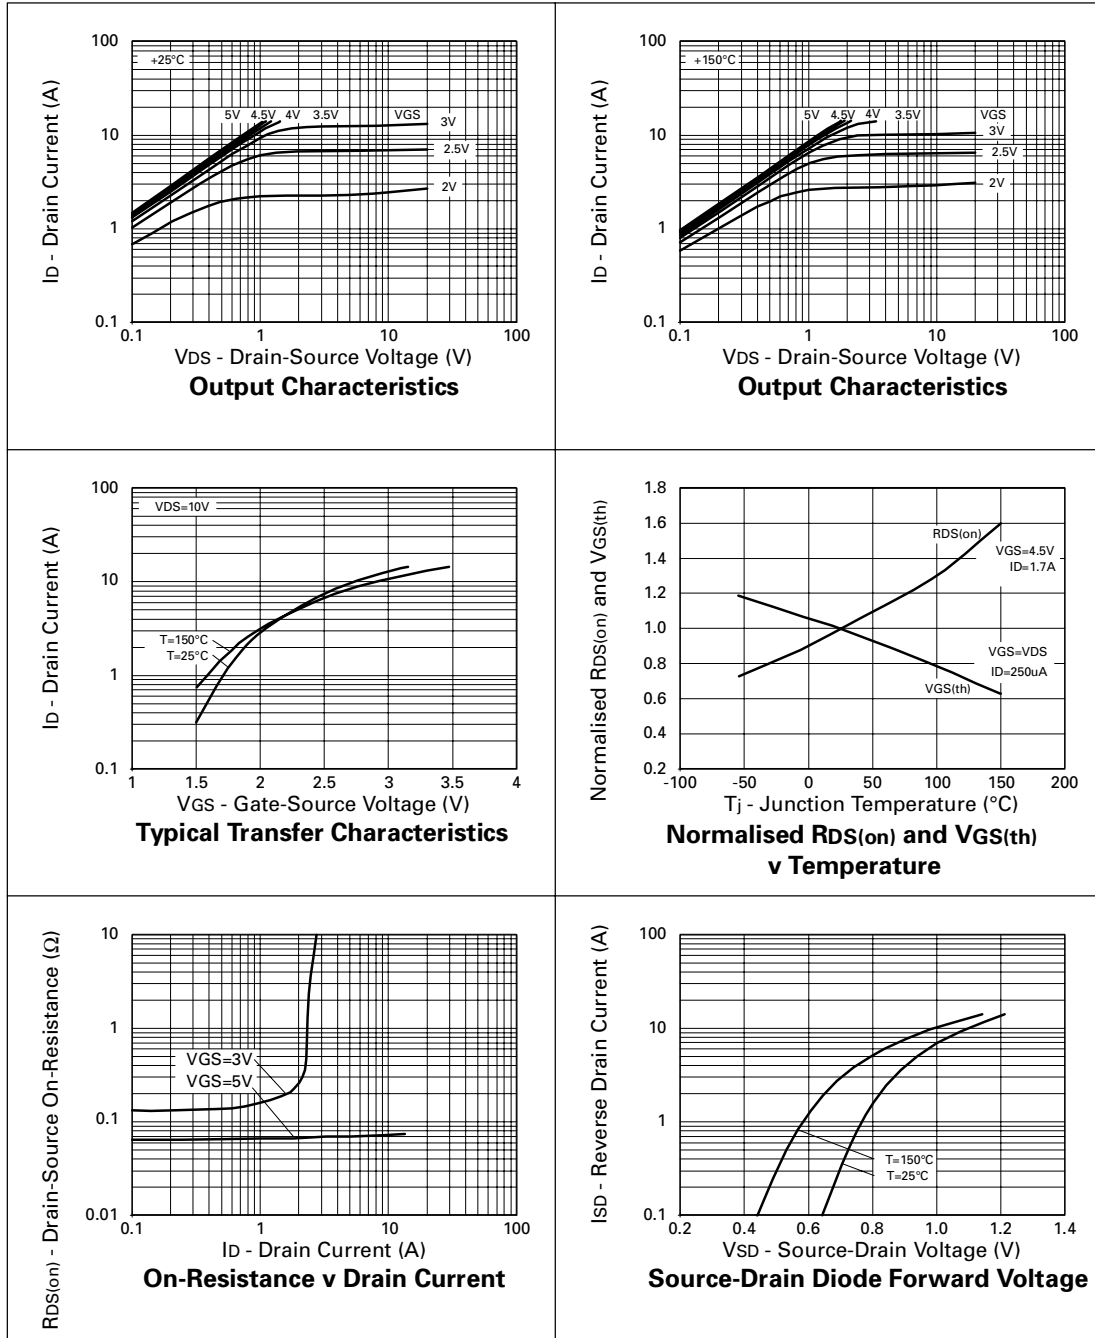 100
+25°C
5V 4.5V 4V 3.5V VGS
10
3V
2.5V
2V
1
0.1
0.1 1 10 100
ID - Drain Current (A)
VDS - Drain-Source Voltage (V)
Output Characteristics
100
+150°C
5V 4.5V 4V 3.5V VGS
10
3V
2.5V
2V
1
0.1
0.1 1 10 100
ID - Drain Current (A)
VDS - Drain-Source Voltage (V)
Output Characteristics
100
VDS=10V
10
T=150°C
T=25°C
1
0.1
1 1.5 2 2.5 3 3.5 4
ID - Drain Current (A)
VGS - Gate-Source Voltage (V)
Typical Transfer Characteristics
1.8
1.6
RDS(on)
VGS=4.5V
ID=1.7A
1.4
1.2
1.0
VGS=VDS
ID=250uA
0.8
VGS(th)
0.6
0.4
0.2
-100 -50 0 50 100 150 200
Normalised RDS(on) and VGS(th)
Tj - Junction Temperature (°C)
Normalised RDS(on) and VGS(th)
v Temperature
10
1
VGS=3V
VGS=5V
0.1
0.01
0.1 1 10 100
RDS(on) - Drain-Source On-Resistance (Ω)
ID - Drain Current (A)
On-Resistance v Drain Current
100
10
1
T=150°C
T=25°C
0.1
0.2 0.4 0.6 0.8 1.0 1.2 1.4
ISD - Reverse Drain Current (A)
VSD - Source-Drain Voltage (V)
Source-Drain Diode Forward Voltage